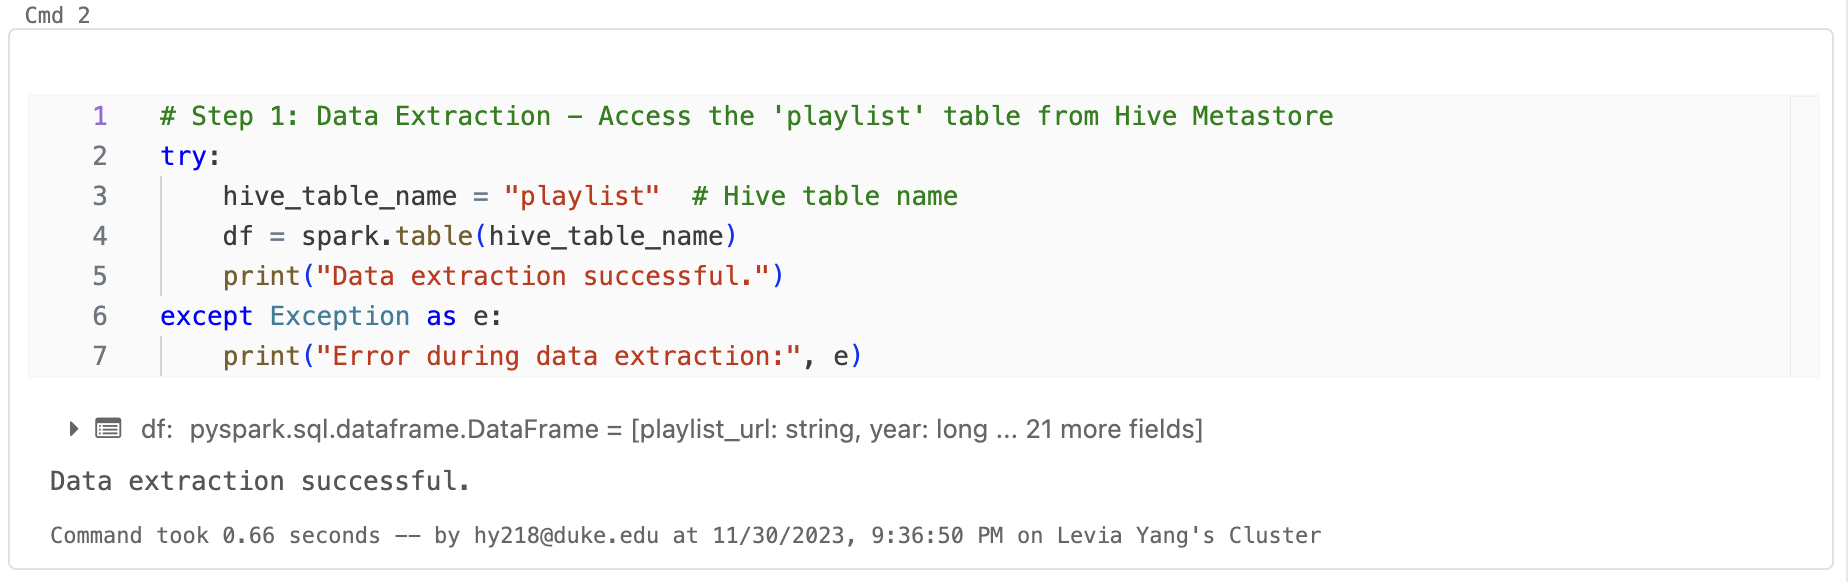 Cmd 2
1 # Step 1: Data Extraction – Access the 'playlist' table from Hive Metastore
2 try:
3     hive_table_name = "playlist"  # Hive table name
4     df = spark.table(hive_table_name)
5     print("Data extraction successful.")
6 except Exception as e:
7     print("Error during data extraction:", e)
df: pyspark.sql.dataframe.DataFrame = [playlist_url: string, year: long ... 21 more fields]
Data extraction successful.
Command took 0.66 seconds -- by hy218@duke.edu at 11/30/2023, 9:36:50 PM on Levia Yang's Cluster